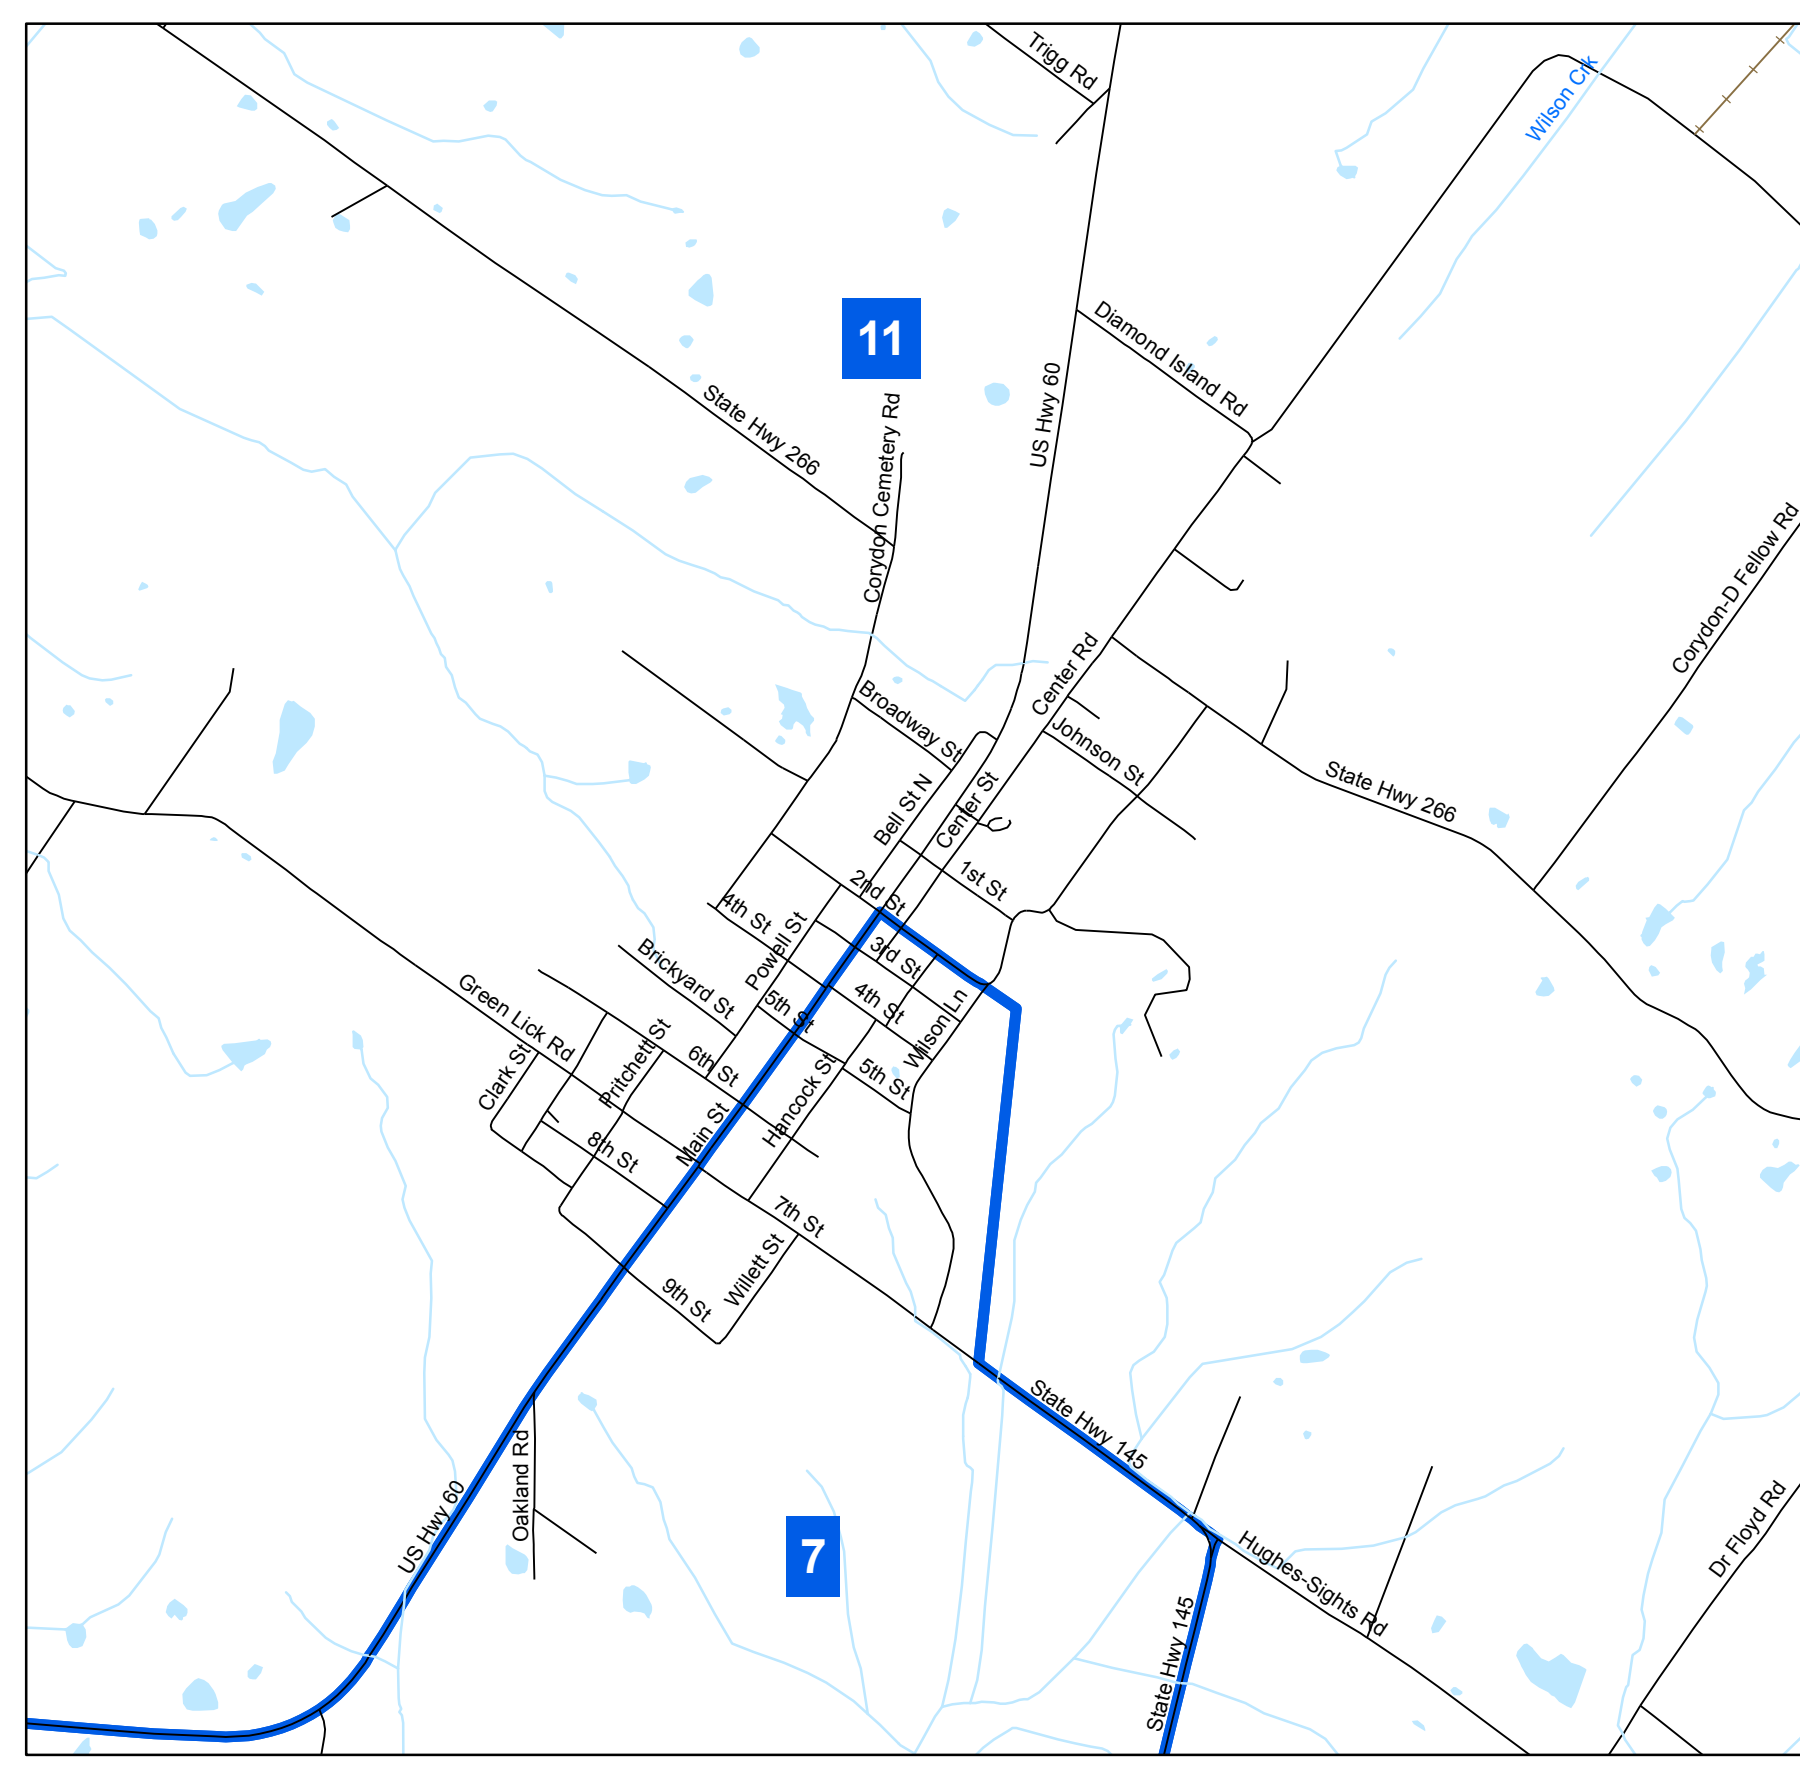 Trigg Rd
Wilson Crk
11
Diamond Island Rd
US Hwy 60
State Hwy 266
Corydon Cemetery Rd
Corydon-D Fellow Rd
Center Rd
Broadway St
Johnson St
State Hwy 266
Bell St N
Center St
1st St
2nd St
4th St
Powell St
3rd St
Brickyard St
5th St
S
4th St
Wilson Ln
Green Lick Rd
Clark St
Pritchett St
6th St
Hancock St
5th St
Main St
8th St
7th St
Willett St
9th St
State Hwy 145
Oakland Rd
US Hwy 60
7
Hughes-Sights Rd
Dr Floyd Rd
State Hwy 145